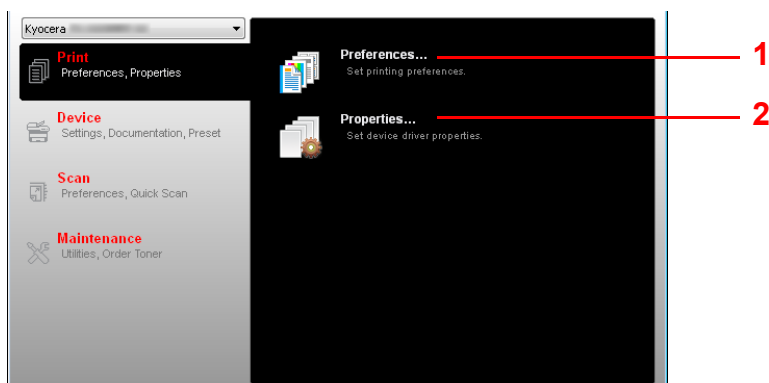 Kyocera
Print
Preferences, Properties
Device
Settings, Documentation, Preset
Scan
Preferences, Quick Scan
Maintenance
Utilities, Order Toner
Preferences...
Set printing preferences.
1
Properties...
Set device driver properties.
2